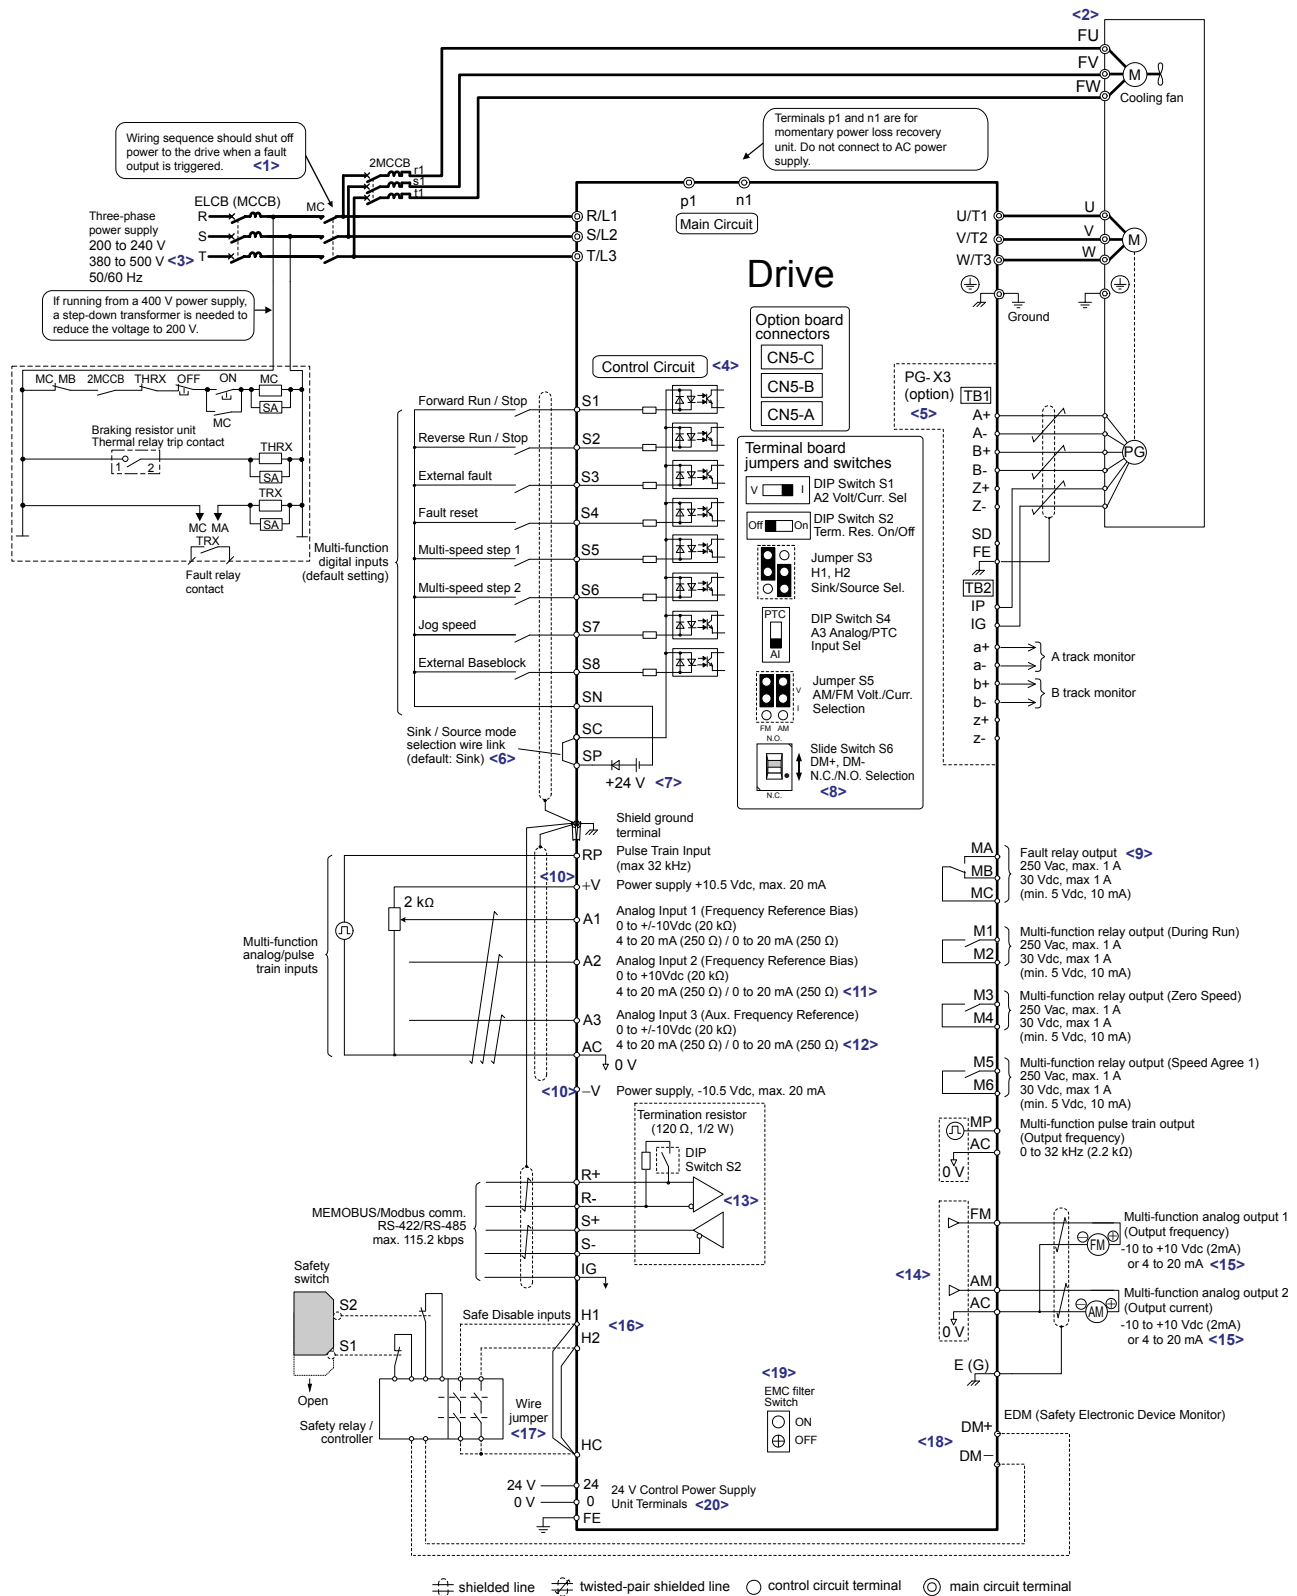 <2>
FU
FV
FW
M
Cooling fan
Terminals p1 and n1 are for
momentary power loss recovery
unit. Do not connect to AC power
supply.
Wiring sequence should shut off
power to the drive when a fault
output is triggered. <1>
2MCCB
r1
s1
t1
ELCB (MCCB)
MC
R
S
T
Three-phase
power supply
200 to 240 V
380 to 500 V <3>
50/60 Hz
R/L1
S/L2
T/L3
p1
n1
Main Circuit
Drive
U/T1
V/T2
W/T3
U
V
W
M
Ground
If running from a 400 V power supply,
a step-down transformer is needed to
reduce the voltage to 200 V.
MC MB
2MCCB
THRX
OFF
ON
MC
SA
MC
Braking resistor unit
Thermal relay trip contact
1
2
THRX
SA
TRX
SA
MC MA
TRX
Fault relay
contact
Option board
connectors
CN5-C
CN5-B
CN5-A
Control Circuit <4>
Multi-function
digital inputs
(default setting)
Forward Run / Stop
S1
Reverse Run / Stop
S2
External fault
S3
Fault reset
S4
Multi-speed step 1
S5
Multi-speed step 2
S6
Jog speed
S7
External Baseblock
S8
SN
SC
SP
Sink / Source mode
selection wire link
(default: Sink) <6>
+24 V <7>
Terminal board
jumpers and switches
V
I
DIP Switch S1
A2 Volt/Curr. Sel
Off
On
DIP Switch S2
Term. Res. On/Off
Jumper S3
H1, H2
Sink/Source Sel.
PTC
AI
DIP Switch S4
A3 Analog/PTC
Input Sel
V
I
FM AM
Jumper S5
AM/FM Volt./Curr.
Selection
N.O.
N.C.
Slide Switch S6
DM+, DM-
N.C./N.O. Selection
<8>
PG-X3
(option)
<5>
TB1
A+
A-
B+
B-
Z+
Z-
SD
FE
TB2
IP
IG
a+
a-
b+
b-
z+
z-
PG
A track monitor
B track monitor
Shield ground
terminal
RP
Pulse Train Input
(max 32 kHz)
<10>
+V
Power supply +10.5 Vdc, max. 20 mA
2 kΩ
Multi-function
analog/pulse
train inputs
A1
Analog Input 1 (Frequency Reference Bias)
0 to +/-10Vdc (20 kΩ)
4 to 20 mA (250 Ω) / 0 to 20 mA (250 Ω)
A2
Analog Input 2 (Frequency Reference Bias)
0 to +10Vdc (20 kΩ)
4 to 20 mA (250 Ω) / 0 to 20 mA (250 Ω) <11>
A3
Analog Input 3 (Aux. Frequency Reference)
0 to +/-10Vdc (20 kΩ)
4 to 20 mA (250 Ω) / 0 to 20 mA (250 Ω) <12>
AC
0 V
<10>
−V
Power supply, -10.5 Vdc, max. 20 mA
MA
MB
MC
Fault relay output <9>
250 Vac, max. 1 A
30 Vdc, max 1 A
(min. 5 Vdc, 10 mA)
M1
M2
Multi-function relay output (During Run)
250 Vac, max. 1 A
30 Vdc, max 1 A
(min. 5 Vdc, 10 mA)
M3
M4
Multi-function relay output (Zero Speed)
250 Vac, max. 1 A
30 Vdc, max 1 A
(min. 5 Vdc, 10 mA)
M5
M6
Multi-function relay output (Speed Agree 1)
250 Vac, max. 1 A
30 Vdc, max 1 A
(min. 5 Vdc, 10 mA)
MP
AC
0 V
Multi-function pulse train output
(Output frequency)
0 to 32 kHz (2.2 kΩ)
Termination resistor
(120 Ω, 1/2 W)
DIP
Switch S2
<13>
MEMOBUS/Modbus comm.
RS-422/RS-485
max. 115.2 kbps
R+
R-
S+
S-
IG
<14>
FM
AM
AC
0 V
E (G)
FM
Multi-function analog output 1
(Output frequency)
-10 to +10 Vdc (2mA)
or 4 to 20 mA <15>
AM
Multi-function analog output 2
(Output current)
-10 to +10 Vdc (2mA)
or 4 to 20 mA <15>
Safety
switch
S2
S1
Open
Safety relay /
controller
Safe Disable inputs
H1
<16>
H2
Wire
jumper
<17>
HC
<19>
EMC filter
Switch
ON
OFF
EDM (Safety Electronic Device Monitor)
DM+
<18>
DM−
24 V
24
0 V
0
FE
24 V Control Power Supply
Unit Terminals <20>
shielded line
twisted-pair shielded line
control circuit terminal
main circuit terminal